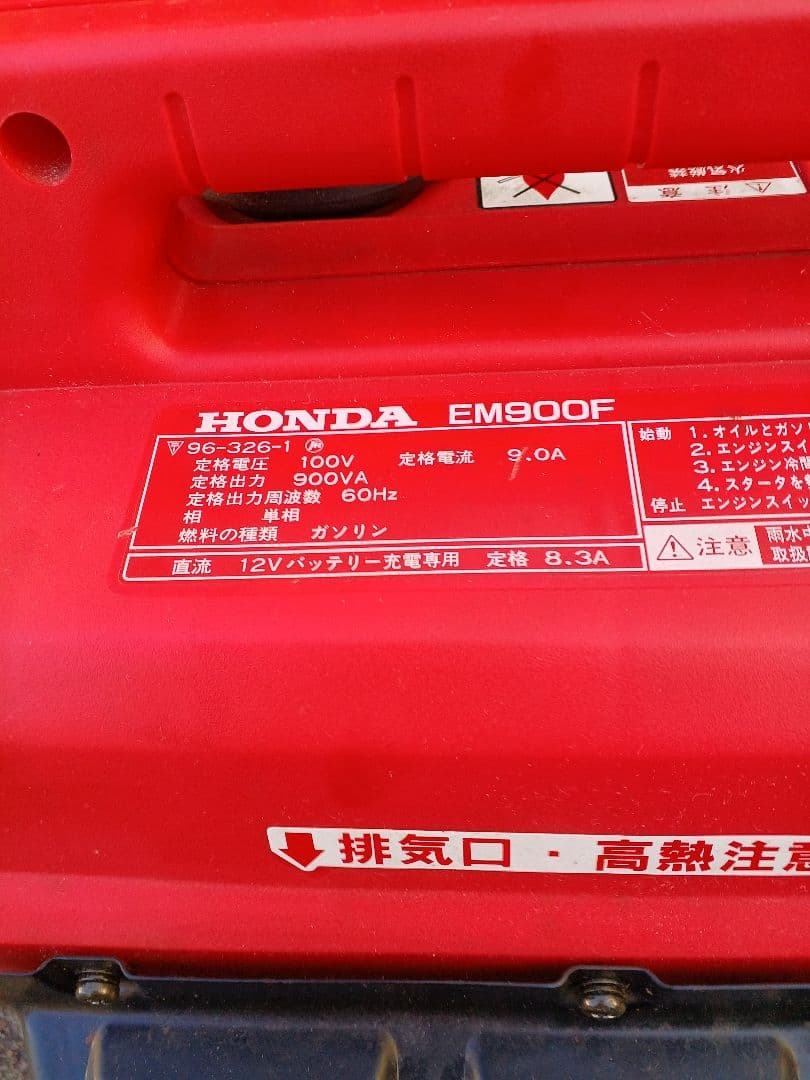 火気厳禁
⚠ 注意
HONDA EM900F
96-326-1
定格電圧 100V 定格電流 9.0A
定格出力 900VA
定格出力周波数 60Hz
相 単相
燃料の種類 ガソリン
直流 12Vバッテリー充電専用 定格 8.3A
始動 1.オイルとガソ
2.エンジンスイ
3.エンジン冷間
4.スタータを
停止 エンジンスイッ
⚠ 注意
雨水
取扱
排気口・高熱注意